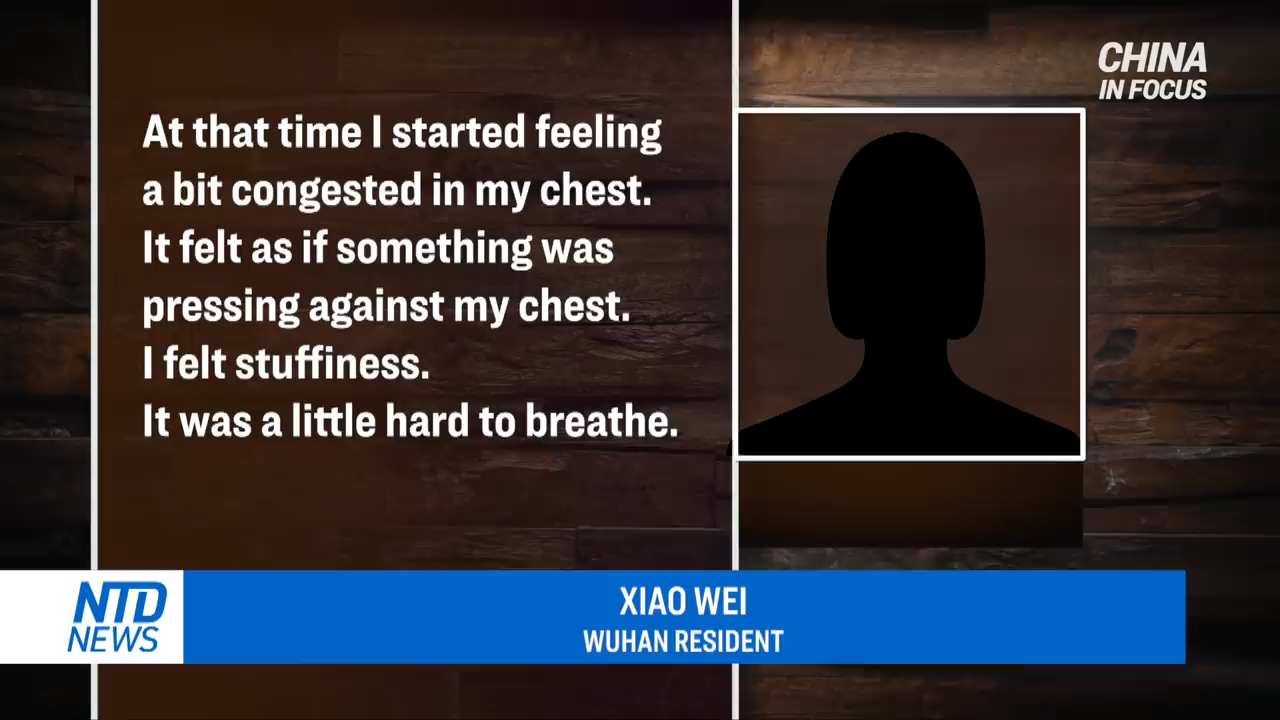 CHINA
IN FOCUS
At that time I started feeling
a bit congested in my chest.
It felt as if something was
pressing against my chest.
I felt stuffiness.
It was a little hard to breathe.
NTD
NEWS
XIAO WEI
WUHAN RESIDENT